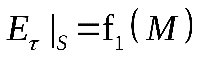 E_τ |_S = f_1 ( M )